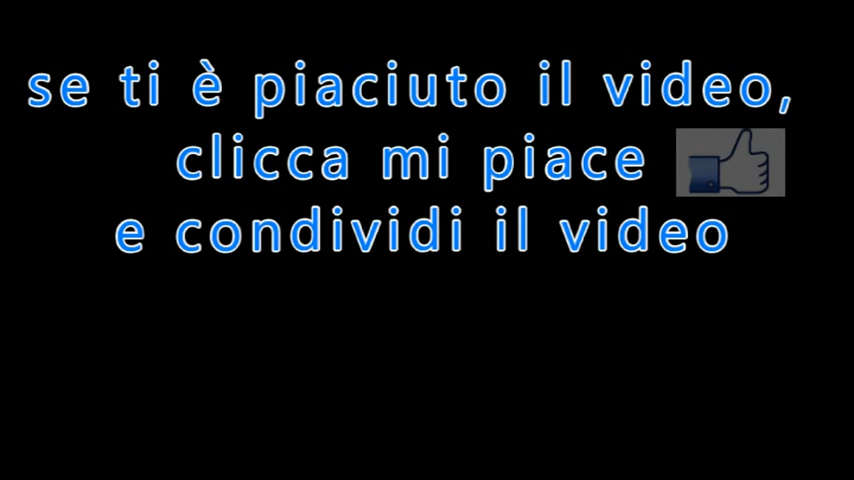 se ti è piaciuto il video,
clicca mi piace
e condividi il video